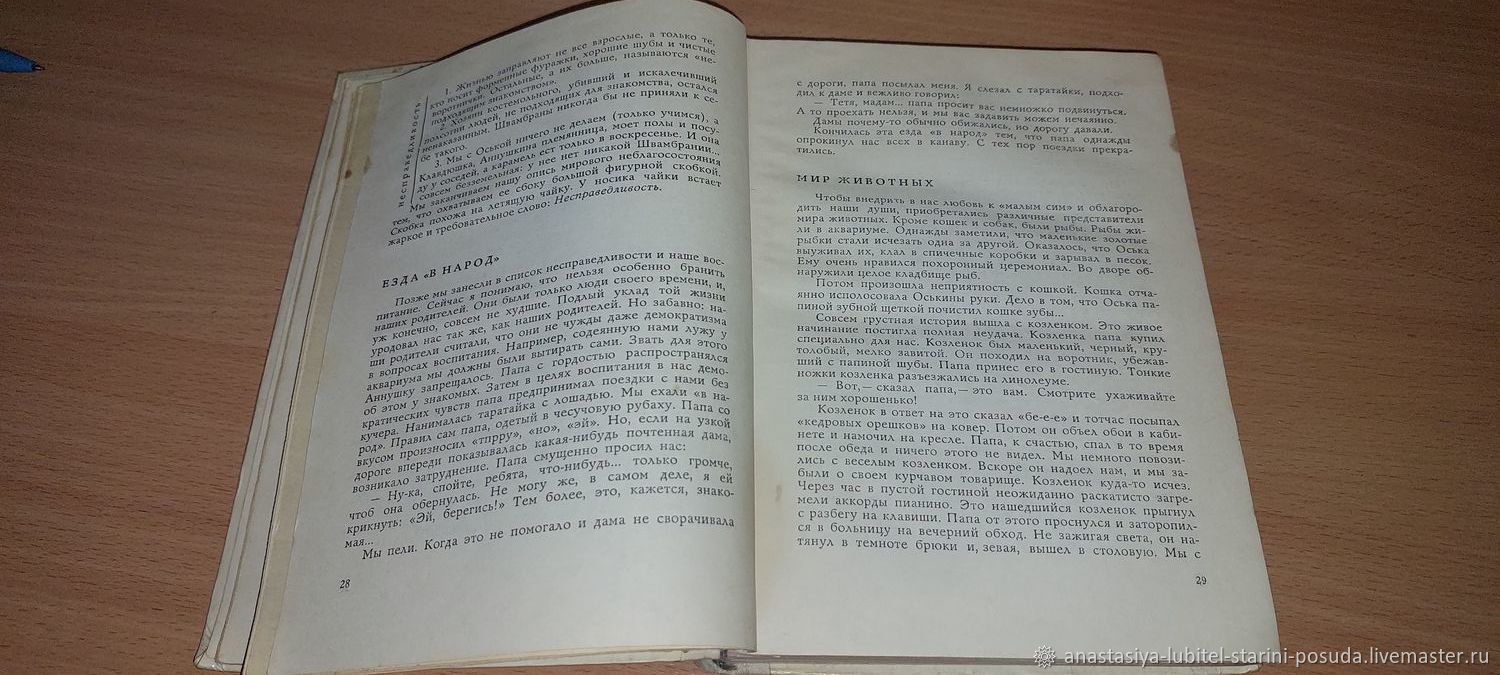 1. Жизнью заправляют не все взрослые, а только те,
кто носит форменные фуражки, хорошие шубы и чистые
воротнички. Остальные, а их больше, называются «не-
подходящим знакомством».
2. Хозяин костемольного, убивший и искалечивший
полсотни людей, не подходящих для знакомства, остался
ненаказанным. Швамбраны никогда бы не приняли к се-
бе такого.
3. Мы с Оськой ничего не делаем (только учимся), а
Клавдюшка, Аннушкина племянница, моет полы и посу-
ду у соседей, а карамель ест только в воскресенье. И она
совсем безземельная: у нее нет никакой Швамбрании...
несправедливость
Мы заканчиваем нашу опись мирового неблагосостояния
тем, что охватываем ее сбоку большой фигурной скобкой.
Скобка похожа на летящую чайку. У носика чайки встает
жаркое и требовательное слово: Несправедливость.
ЕЗДА «В НАРОД»
Позже мы занесли в список несправедливости и наше вос-
питание. Сейчас я понимаю, что нельзя особенно бранить
наших родителей. Они были только люди своего времени, и,
уж конечно, совсем не худшие. Подлый уклад той жизни
уродовал нас так же, как наших родителей. Но забавно: на-
ши родители считали, что они не чужды даже демократизма
в вопросах воспитания. Например, содеянную нами лужу у
аквариума мы должны были вытирать сами. Звать для этого
Аннушку запрещалось. Папа с гордостью распространялся
об этом у знакомых. Затем в целях воспитания в нас демо-
кратических чувств папа предпринимал поездки с нами без
кучера. Нанималась таратайка с лошадью. Мы ехали «в на-
род». Правил сам папа, одетый в чесучовую рубаху. Папа со
вкусом произносил «тпрру», «но», «эй». Но, если на узкой
дороге впереди показывалась какая-нибудь почтенная дама,
возникало затруднение. Папа смущенно просил нас:
— Ну-ка, спойте, ребята, что-нибудь... только громче,
чтоб она обернулась. Не могу же, в самом деле, я ей
крикнуть: «Эй, берегись!» Тем более, это, кажется, знако-
мая...
Мы пели. Когда это не помогало и дама не сворачивала
28
с дороги, папа посылал меня. Я слезал с таратайки, подхо-
дил к даме и вежливо говорил:
— Тетя, мадам... папа просит вас немножко подвинуться.
А то проехать нельзя, и мы вас задавить можем нечаянно.
Дамы почему-то обычно обижались, но дорогу давали.
Кончилась эта езда «в народ» тем, что папа однажды
опрокинул нас всех в канаву. С тех пор поездки прекра-
тились.
МИР ЖИВОТНЫХ
Чтобы внедрить в нас любовь к «малым сим» и облагоро-
дить наши души, приобретались различные представители
мира животных. Кроме кошек и собак, были рыбы. Рыбы жи-
ли в аквариуме. Однажды заметили, что маленькие золотые
рыбки стали исчезать одна за другой. Оказалось, что Оська
выуживал их, клал в спичечные коробки и зарывал в песок.
Ему очень нравился похоронный церемониал. Во дворе об-
наружили целое кладбище рыб.
Потом произошла неприятность с кошкой. Кошка отча-
янно исполосовала Оськины руки. Дело в том, что Оська па-
пиной зубной щеткой почистил кошке зубы...
Совсем грустная история вышла с козленком. Это живое
начинание постигла полная неудача. Козленка папа купил
специально для нас. Козленок был маленький, черный, кру-
толобый, мелко завитой. Он походил на воротник, убежав-
ший с папиной шубы. Папа принес его в гостиную. Тонкие
ножки козленка разъезжались на линолеуме.
— Вот,— сказал папа,— это вам. Смотрите ухаживайте
за ним хорошенько!
Козленок в ответ на это сказал «бе-е-е» и тотчас посыпал
«кедровых орешков» на ковер. Потом он объел обои в каби-
нете и намочил на кресле. Папа, к счастью, спал в то время
после обеда и ничего этого не видел. Мы немного повози-
лись с веселым козленком. Вскоре он надоел нам, и мы за-
были о своем курчавом товарище. Козленок куда-то исчез.
Через час в пустой гостиной неожиданно раскатисто загре-
мели аккорды пианино. Это нашедшийся козленок прыгнул
с разбегу на клавиши. Папа от этого проснулся и заторопил-
ся в больницу на вечерний обход. Не зажигая света, он на-
тянул в темноте брюки и, зевая, вышел в столовую. Мы с
29
anastasiya-lubitel-starini-posuda.livemaster.ru